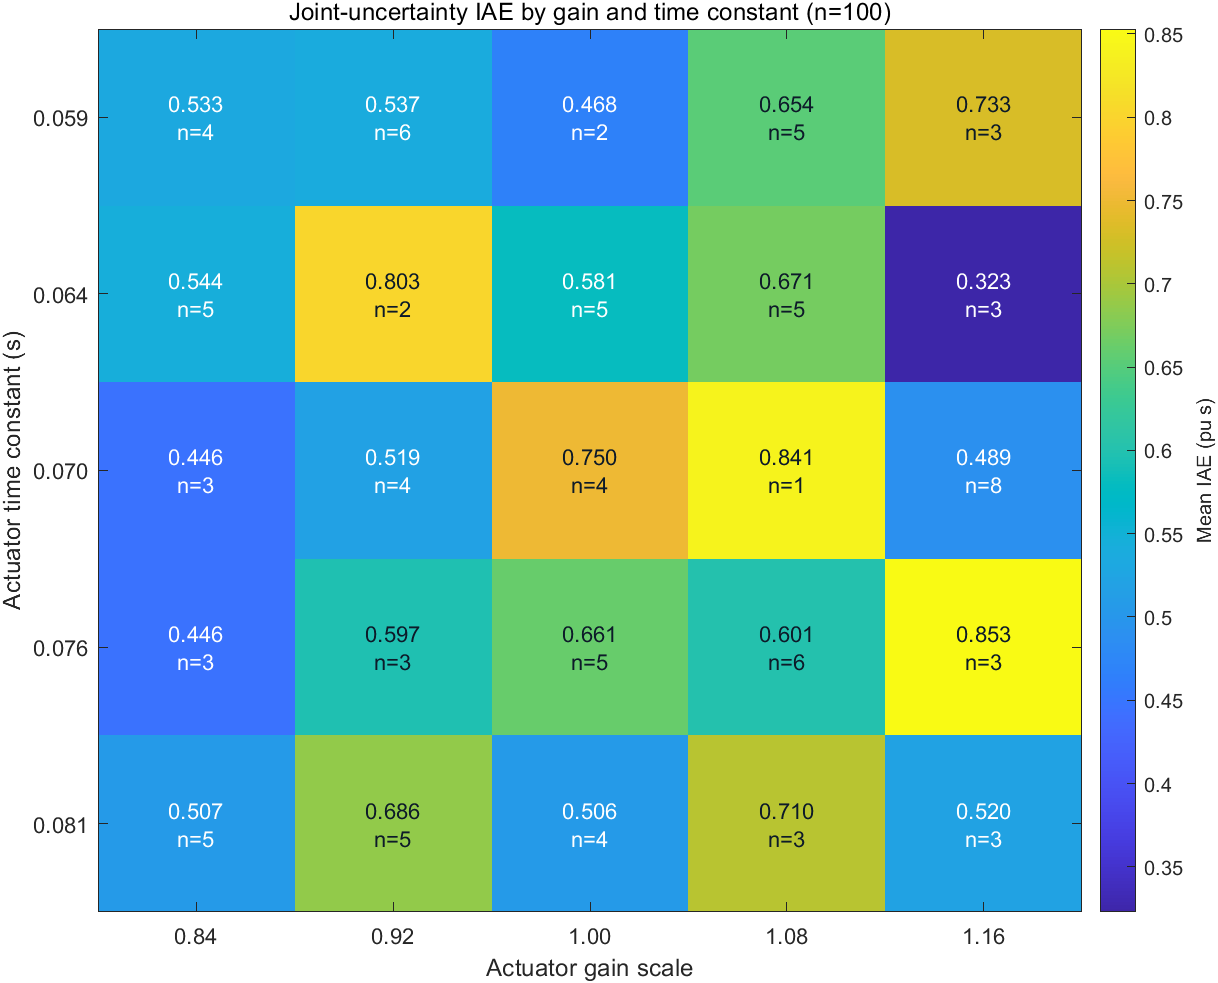 Joint-uncertainty IAE by gain and time constant (n=100)
0.533 0.537 0.468 0.654 0.733
n=4 n=6 n=2 n=5 n=3
0.059
0.544 0.803 0.581 0.671 0.323
n=5 n=2 n=5 n=5 n=3
0.064
0.446 0.519 0.750 0.841 0.489
n=3 n=4 n=4 n=1 n=8
0.070
0.446 0.597 0.661 0.601 0.853
n=3 n=3 n=5 n=6 n=3
0.076
0.507 0.686 0.506 0.710 0.520
n=5 n=5 n=4 n=3 n=3
0.081
0.84 0.92 1.00 1.08 1.16
Actuator gain scale
Actuator time constant (s)
0.85
0.8
0.75
0.7
0.65
0.6
0.55
0.5
0.45
0.4
0.35
Mean IAE (pu s)